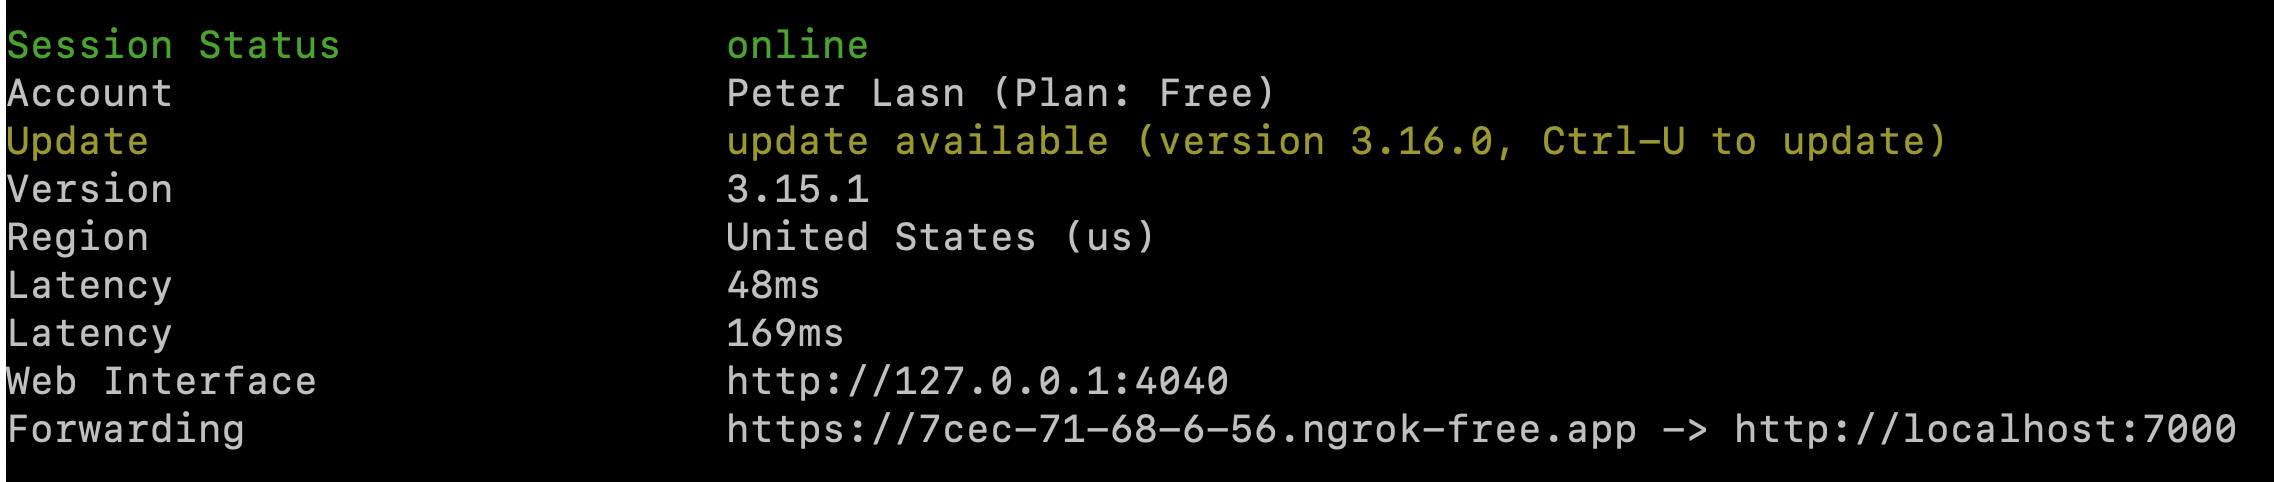 Session Status online
Account Peter Lasn (Plan: Free)
Update update available (version 3.16.0, Ctrl-U to update)
Version 3.15.1
Region United States (us)
Latency 48ms
Latency 169ms
Web Interface http://127.0.0.1:4040
Forwarding https://7cec-71-68-6-56.ngrok-free.app -> http://localhost:7000